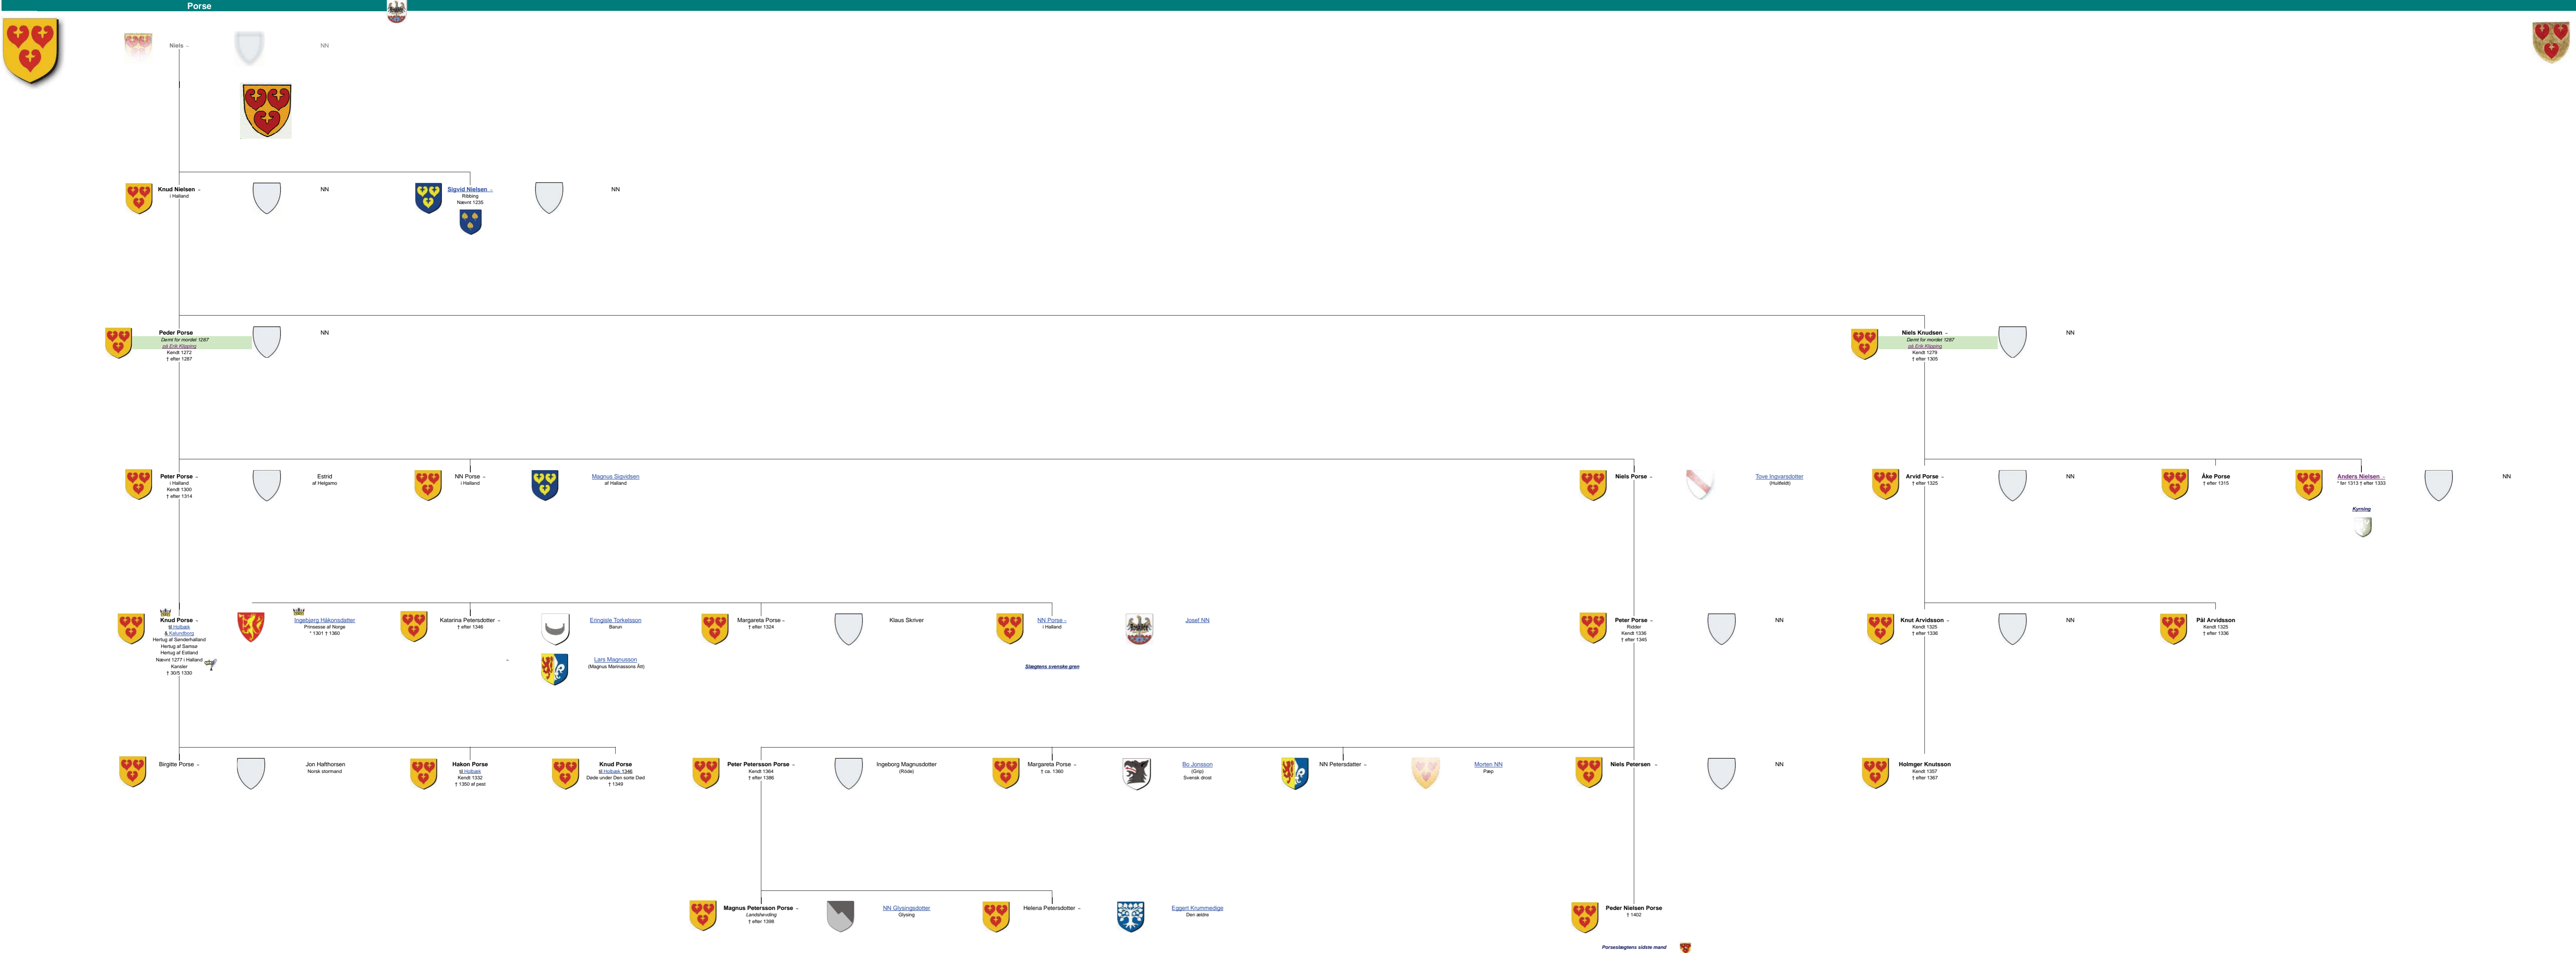 Porse
Niels ~
NN
Knud Nielsen ~
i Halland
NN
Sigvid Nielsen ~
Ribbing
Nævnt 1235
NN
Peder Porse
Dømt for mordet 1287
på Erik Klipping
Kendt 1272
† efter 1287
NN
Niels Knudsen ~
Dømt for mordet 1287
på Erik Klipping
Kendt 1279
† efter 1305
NN
Peter Porse ~
i Halland
Kendt 1300
† efter 1314
Estrid
af Helgamo
NN Porse ~
i Halland
Magnus Sigvidsen
af Halland
Niels Porse ~
Tove Ingvarsdotter
(Huitfeldt)
Arvid Porse ~
† efter 1325
NN
Åke Porse
† efter 1315
Anders Nielsen ~
* før 1313 † efter 1333
Kyrning
NN
Knud Porse ~
til Holbæk
& Kalundborg
Hertug af Sønderhalland
Hertug af Samsø
Hertug af Estland
Nævnt 1277 i Halland
Kansler
† 30/5 1330
Ingebjørg Håkonsdatter
Prinsesse af Norge
* 1301 † 1360
Katarina Petersdotter ~
† efter 1346
Eringisle Torkelsson
Barun
~
Lars Magnusson
(Magnus Marinassons Ätt)
Margareta Porse ~
† efter 1324
Klaus Skriver
NN Porse ~
i Halland
Slægtens svenske gren
Josef NN
Peter Porse ~
Ridder
Kendt 1336
† efter 1345
NN
Knut Arvidsson ~
Kendt 1325
† efter 1336
NN
Pål Arvidsson
Kendt 1325
† efter 1336
Birgitte Porse ~
Jon Hafthorsen
Norsk stormand
Hakon Porse
til Holbæk
Kendt 1332
† 1350 af pest
Knud Porse
til Holbæk 1346
Døde under Den sorte Død
† 1349
Peter Petersson Porse ~
Kendt 1364
† efter 1386
Ingeborg Magnusdotter
(Röde)
Margareta Porse ~
† ca. 1360
Bo Jonsson
(Grip)
Svensk drost
NN Petersdatter ~
Morten NN
Pæp
Niels Petersen ~
NN
Holmger Knutsson
Kendt 1357
† efter 1367
Magnus Petersson Porse ~
Landshøvding
† efter 1398
NN Glysingsdotter
Glysing
Helena Petersdotter ~
Eggert Krummedige
Den ældre
Peder Nielsen Porse
† 1402
Porseslægtens sidste mand